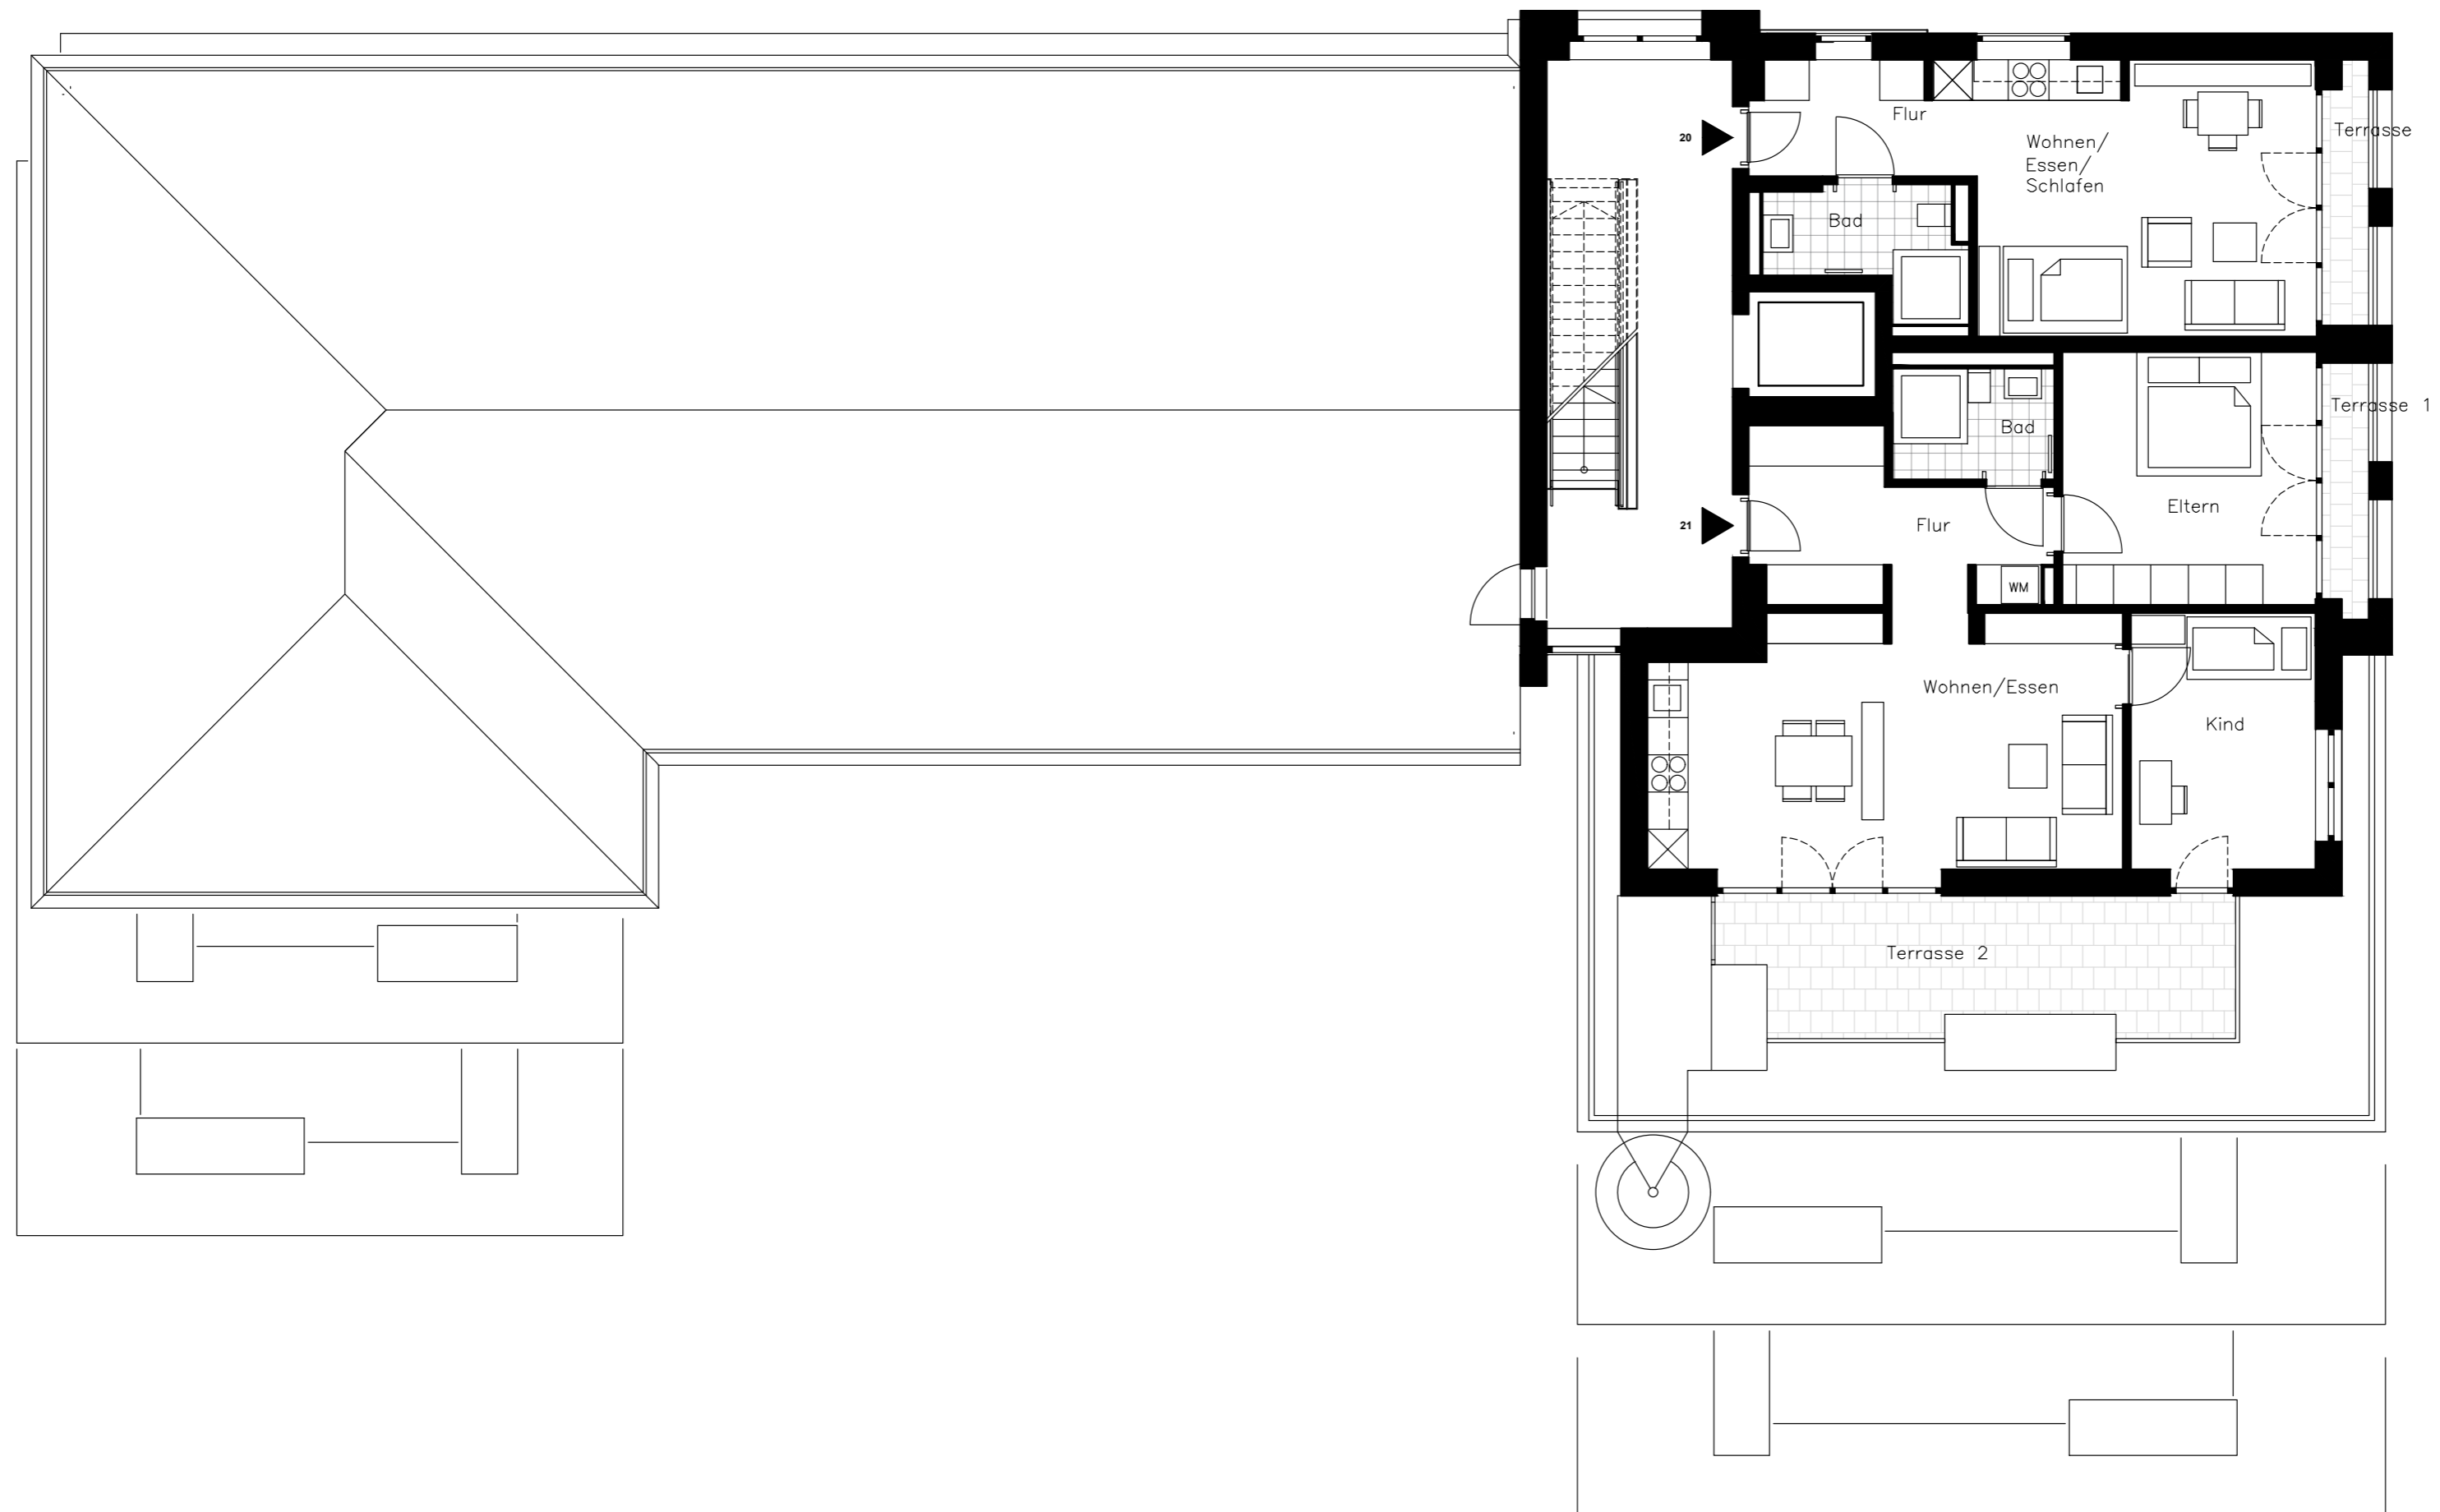 Flur
Terrasse
20
Wohnen/
Essen/
Schlafen
Bad
Terrasse 1
Bad
Eltern
21
Flur
WM
Wohnen/Essen
Kind
Terrasse 2